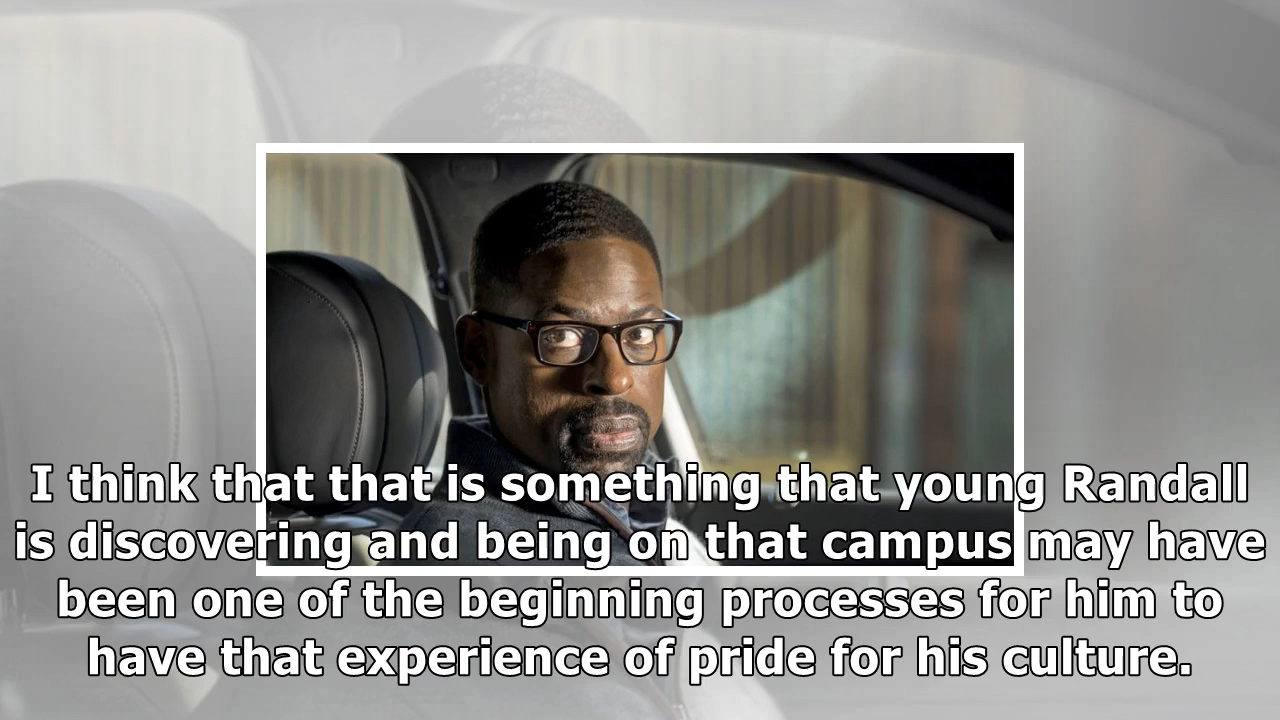 I think that that is something that young Randall
is discovering and being on that campus may have
been one of the beginning processes for him to
have that experience of pride for his culture.